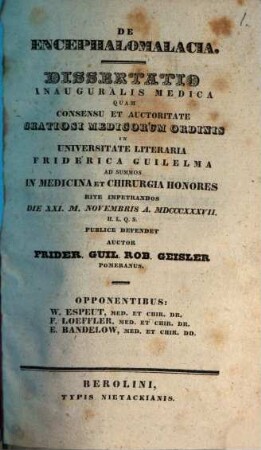 1.
DE
ENCEPHALOMALACIA.
DISSERTATIO
INAUGURALIS MEDICA
QUAM
CONSENSU ET AUCTORITATE
GRATIOSI MEDICORUM ORDINIS
IN
UNIVERSITATE LITERARIA
FRIDERICA GUILELMA
AD SUMMOS
IN MEDICINA ET CHIRURGIA HONORES
RITE IMPETRANDOS
DIE XXI. M. NOVEMBRIS A. MDCCCXXXVII.
H. L. Q. S.
PUBLICE DEFENDET
AUCTOR
FRIDER. GUIL. ROB. GEISLER
POMERANUS.
OPPONENTIBUS:
W. ESPEUT, MED. ET CHIR. DR.
F. LOEFFLER, MED. ET CHIR. DR.
E. BANDELOW, MED. ET CHIR. DD.
BEROLINI,
TYPIS NIETACKIANIS.